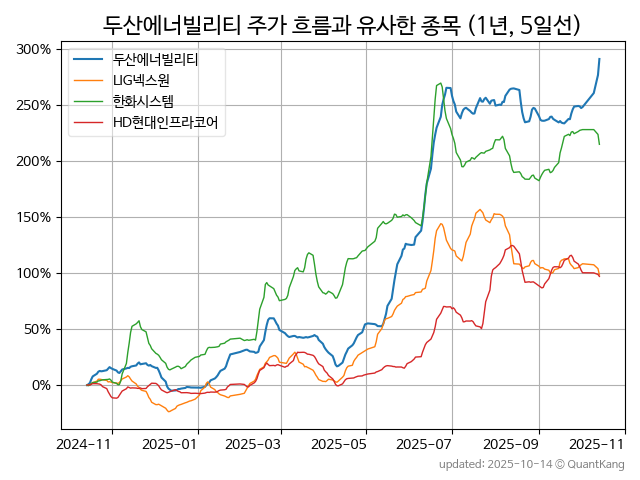 두산에너빌리티 주가 흐름과 유사한 종목 (1년, 5일선)
300%
250%
200%
150%
100%
50%
0%
두산에너빌리티
LIG넥스원
한화시스템
HD현대인프라코어
2024-11
2025-01
2025-03
2025-05
2025-07
2025-09
2025-11
updated: 2025-10-14 © QuantKang